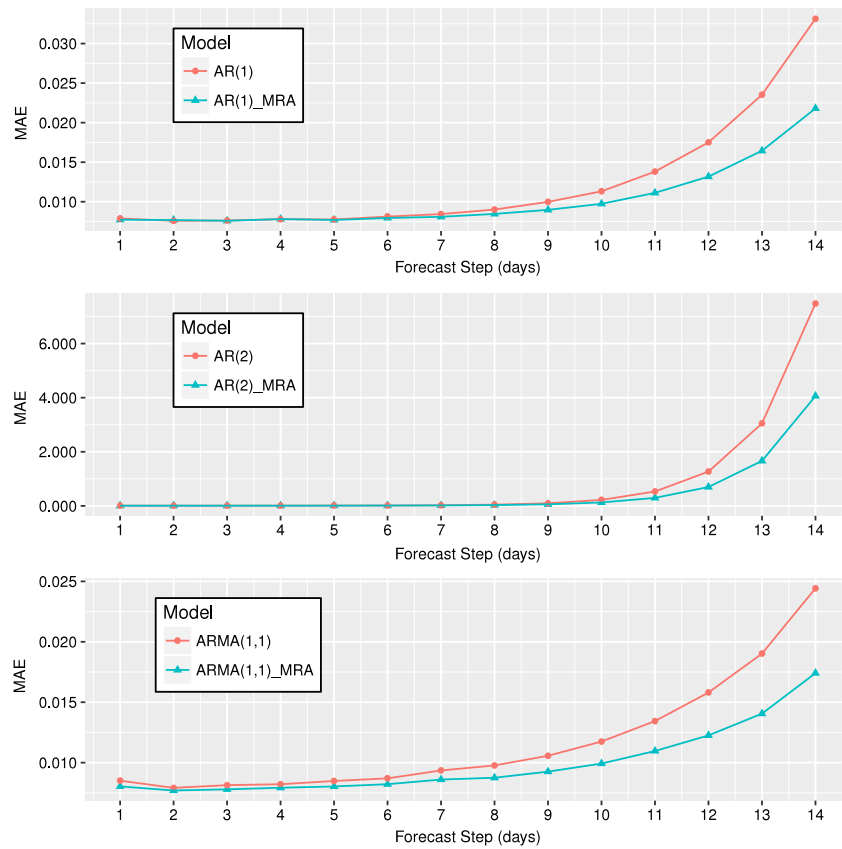 MAE
0.030
0.025
0.020
0.015
0.010
Model
AR(1)
AR(1)_MRA
1 2 3 4 5 6 7 8 9 10 11 12 13 14
Forecast Step (days)
MAE
6.000
4.000
2.000
0.000
Model
AR(2)
AR(2)_MRA
1 2 3 4 5 6 7 8 9 10 11 12 13 14
Forecast Step (days)
MAE
0.025
0.020
0.015
0.010
Model
ARMA(1,1)
ARMA(1,1)_MRA
1 2 3 4 5 6 7 8 9 10 11 12 13 14
Forecast Step (days)